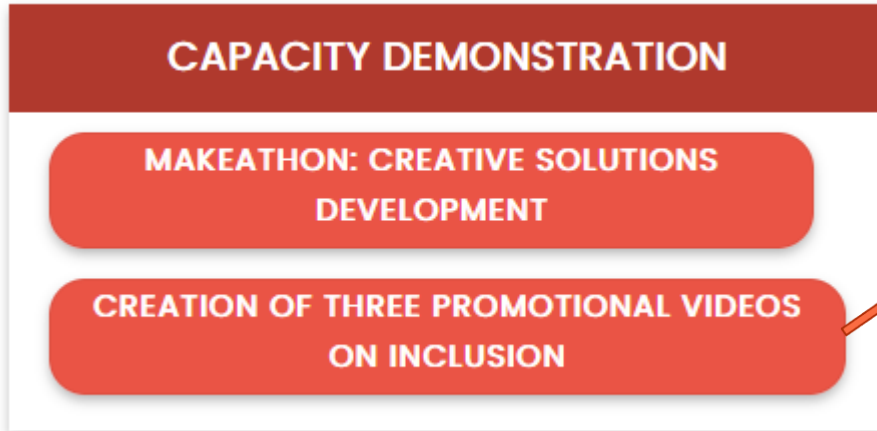 CAPACITY DEMONSTRATION
MAKEATHON: CREATIVE SOLUTIONS
DEVELOPMENT
CREATION OF THREE PROMOTIONAL VIDEOS
ON INCLUSION